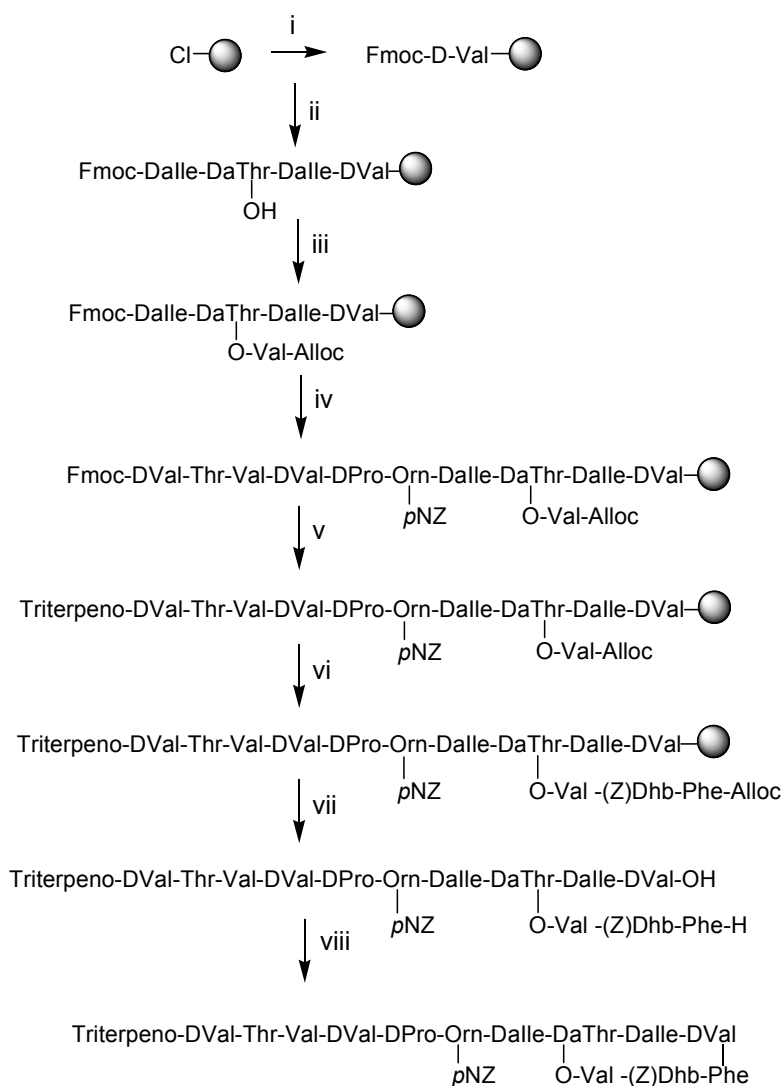 Cl
i
Fmoc-D-Val
ii
Fmoc-DaIle-DaThr-DaIle-DVal
OH
iii
Fmoc-DaIle-DaThr-DaIle-DVal
O-Val-Alloc
iv
Fmoc-DVal-Thr-Val-DVal-DPro-Orn-DaIle-DaThr-DaIle-DVal
pNZ O-Val-Alloc
v
Triterpeno-DVal-Thr-Val-DVal-DPro-Orn-DaIle-DaThr-DaIle-DVal
pNZ O-Val-Alloc
vi
Triterpeno-DVal-Thr-Val-DVal-DPro-Orn-DaIle-DaThr-DaIle-DVal
pNZ O-Val -(Z)Dhb-Phe-Alloc
vii
Triterpeno-DVal-Thr-Val-DVal-DPro-Orn-DaIle-DaThr-DaIle-DVal-OH
pNZ O-Val -(Z)Dhb-Phe-H
viii
Triterpeno-DVal-Thr-Val-DVal-DPro-Orn-DaIle-DaThr-DaIle-DVal
pNZ O-Val -(Z)Dhb-Phe